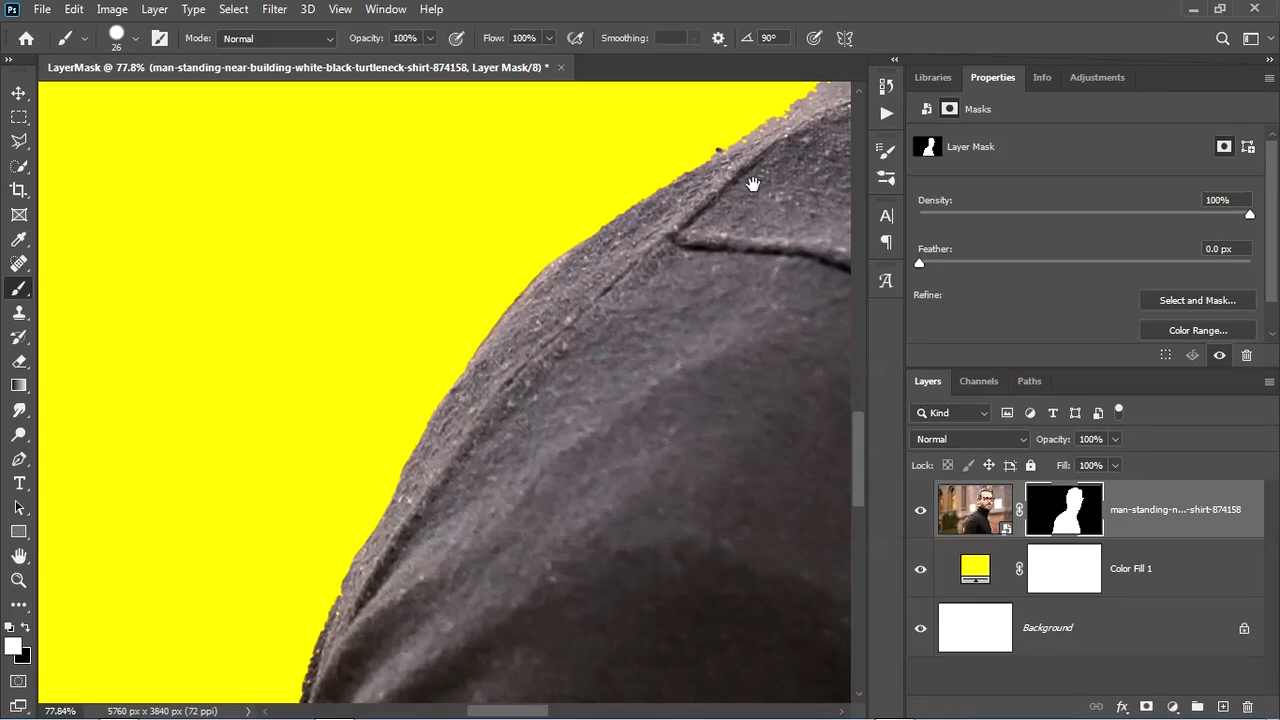 Ps File Edit Image Layer Type Select Filter 3D View Window Help
26 Mode: Normal Opacity: 100% Flow: 100% Smoothing: 90°
LayerMask @ 77.8% (man-standing-near-building-white-black-turtleneck-shirt-874158, Layer Mask/8) *
Libraries Properties Info Adjustments
Masks
Layer Mask
Density: 100%
Feather: 0.0 px
Refine: Select and Mask...
Color Range...
Layers Channels Paths
Kind
Normal Opacity: 100%
Lock: Fill: 100%
man-standing-n...-shirt-874158
Color Fill 1
Background
77.84% 5760 px x 3840 px (72 ppi)